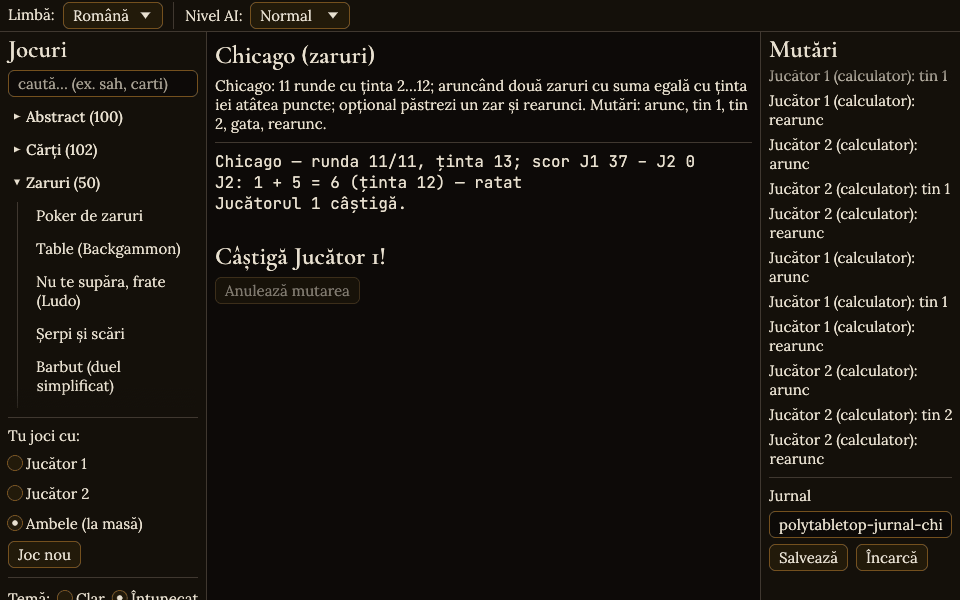 Limbă: Română ▼ Nivel AI: Normal ▼
Jocuri
caută... (ex. sah, carti)
▸ Abstract (100)
▸ Cărți (102)
▾ Zaruri (50)
Poker de zaruri
Table (Backgammon)
Nu te supăra, frate
(Ludo)
Șerpi și scări
Barbut (duel
simplificat)
Tu joci cu:
Jucător 1
Jucător 2
Ambele (la masă)
Joc nou
Temă: Clar Întunecat
Chicago (zaruri)
Chicago: 11 runde cu ținta 2...12; aruncând două zaruri cu suma egală cu ținta
iei atâtea puncte; opțional păstrezi un zar și rearunci. Mutări: arunc, tin 1, tin
2, gata, rearunc.
Chicago — runda 11/11, ținta 13; scor J1 37 – J2 0
J2: 1 + 5 = 6 (ținta 12) — ratat
Jucătorul 1 câștigă.
Câștigă Jucător 1!
Anulează mutarea
Mutări
Jucător 1 (calculator): tin 1
Jucător 1 (calculator):
rearunc
Jucător 2 (calculator):
arunc
Jucător 2 (calculator): tin 1
Jucător 2 (calculator):
rearunc
Jucător 1 (calculator):
arunc
Jucător 1 (calculator): tin 1
Jucător 1 (calculator):
rearunc
Jucător 2 (calculator):
arunc
Jucător 2 (calculator): tin 2
Jucător 2 (calculator):
rearunc
Jurnal
polytabletop-jurnal-chi
Salvează Încarcă